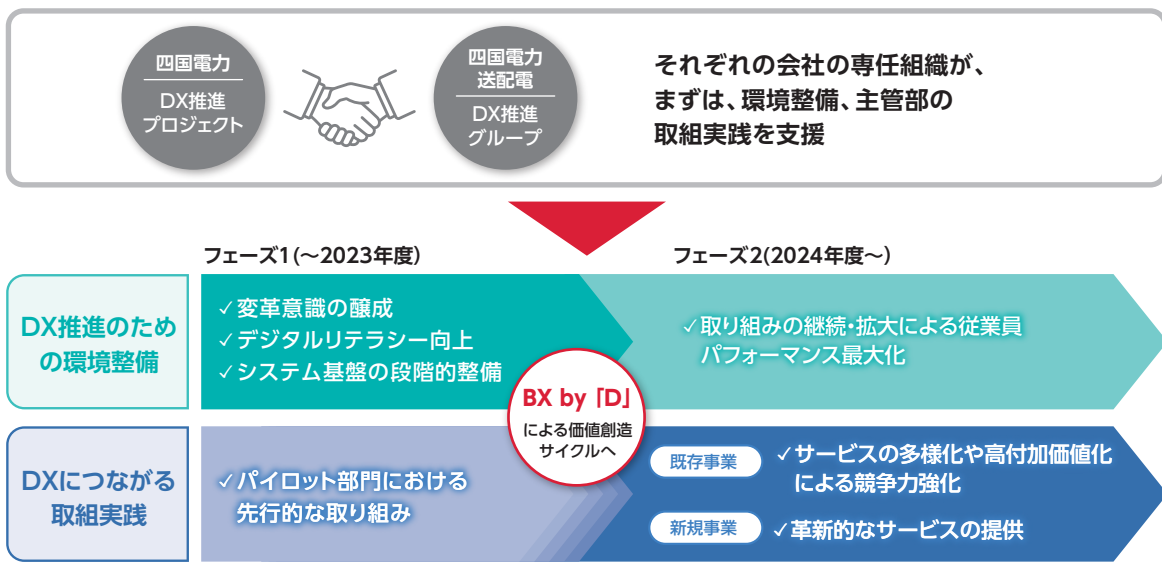 四国電力
DX推進
プロジェクト
四国電力
送配電
DX推進
グループ
それぞれの会社の専任組織が、
まずは、環境整備、主管部の
取組実践を支援
フェーズ1(〜2023年度)
フェーズ2(2024年度〜)
DX推進のため
の環境整備
✓変革意識の醸成
✓デジタルリテラシー向上
✓システム基盤の段階的整備
✓取り組みの継続・拡大による従業員
パフォーマンス最大化
BX by「D」
による価値創造
サイクルへ
DXにつながる
取組実践
✓パイロット部門における
先行的な取り組み
既存事業
✓サービスの多様化や高付加価値化
による競争力強化
新規事業
✓革新的なサービスの提供